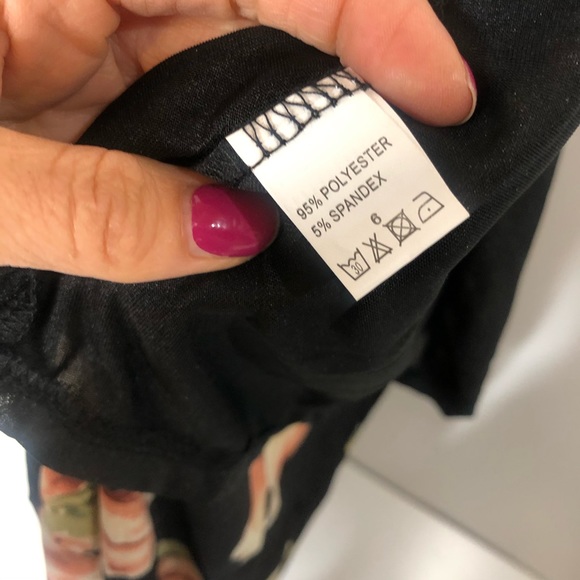 95% POLYESTER
5% SPANDEX
6
30